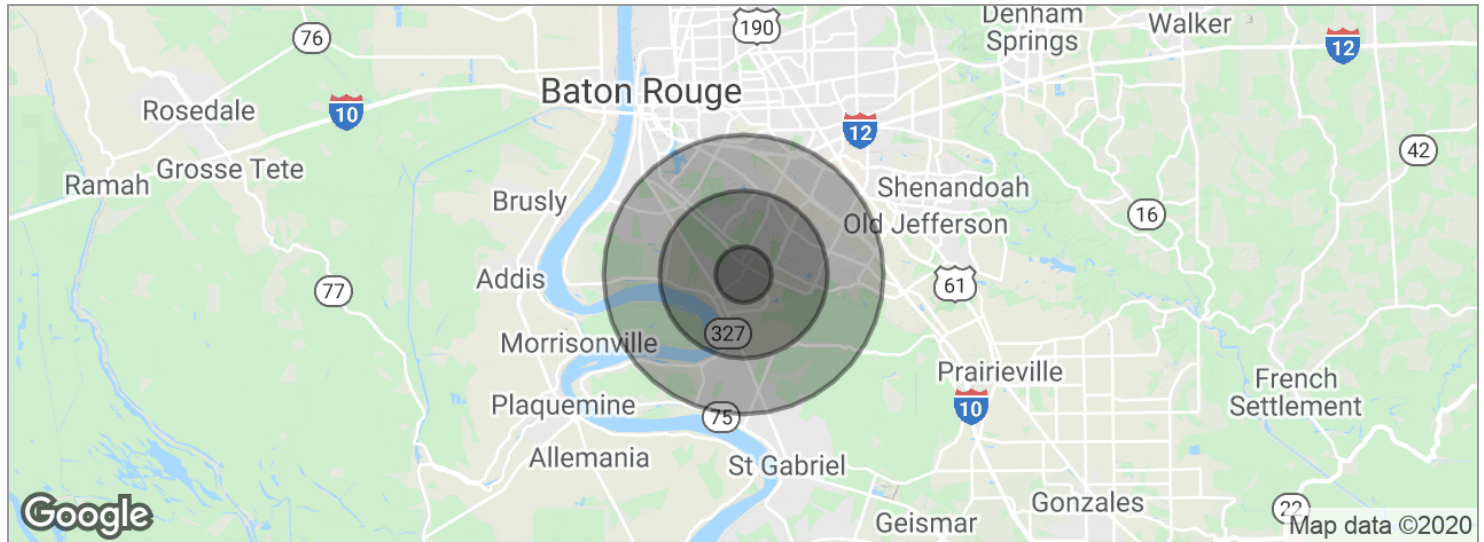 Denham
Springs
Walker
190
76
12
Baton Rouge
Rosedale
10
12
Grosse Tete
42
Ramah
Shenandoah
Brusly
16
Old Jefferson
Addis
77
61
327
Morrisonville
Prairieville
French
Settlement
Plaquemine
75
10
Allemania
St Gabriel
Gonzales
22
Google
Geismar
Map data ©2020